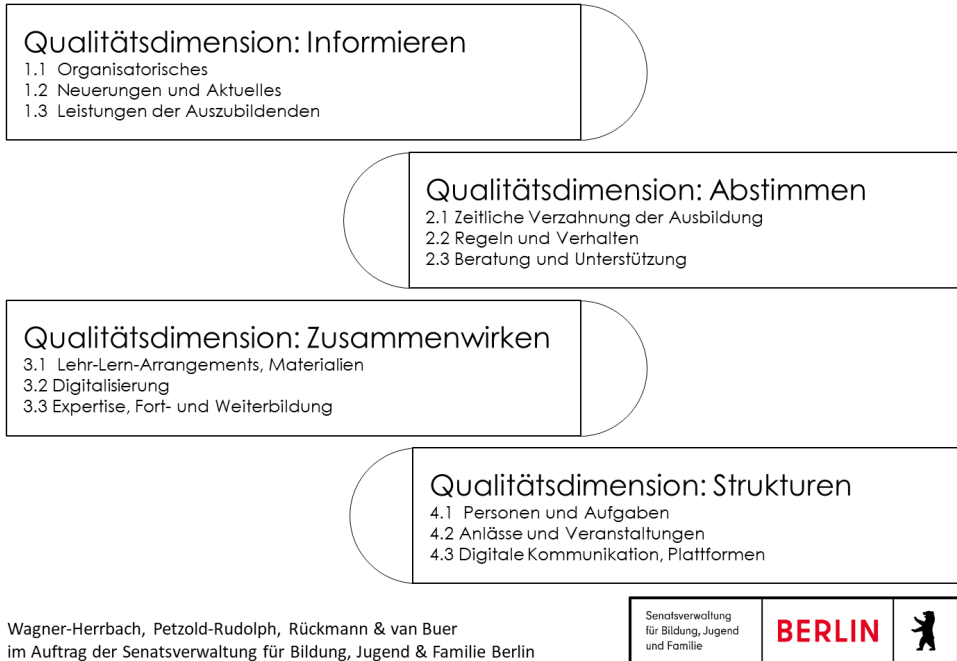 Qualitätsdimension: Informieren
1.1 Organisatorisches
1.2 Neuerungen und Aktuelles
1.3 Leistungen der Auszubildenden
Qualitätsdimension: Abstimmen
2.1 Zeitliche Verzahnung der Ausbildung
2.2 Regeln und Verhalten
2.3 Beratung und Unterstützung
Qualitätsdimension: Zusammenwirken
3.1 Lehr-Lern-Arrangements, Materialien
3.2 Digitalisierung
3.3 Expertise, Fort- und Weiterbildung
Qualitätsdimension: Strukturen
4.1 Personen und Aufgaben
4.2 Anlässe und Veranstaltungen
4.3 Digitale Kommunikation, Plattformen
Wagner-Herrbach, Petzold-Rudolph, Rückmann & van Buer
im Auftrag der Senatsverwaltung für Bildung, Jugend & Familie Berlin
Senatsverwaltung
für Bildung, Jugend
und Familie
BERLIN